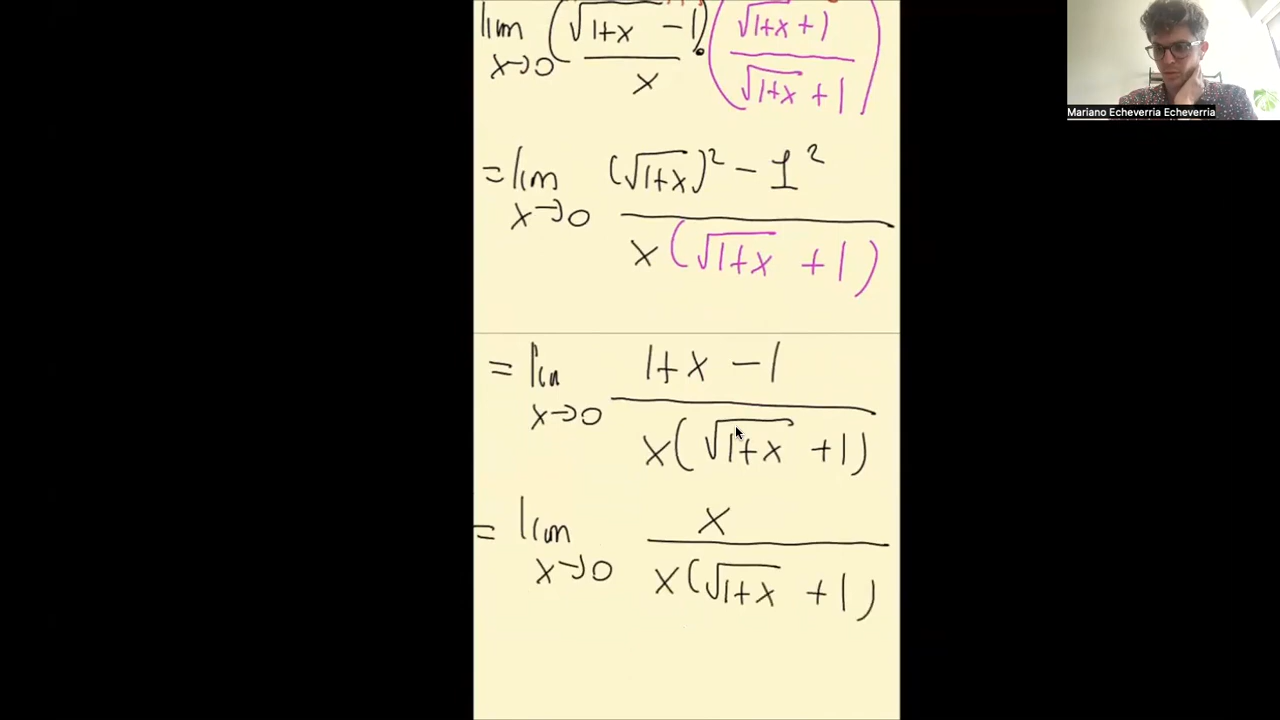 lim x→0 (√(1+x) - 1)/x · ((√(1+x) + 1)/(√(1+x) + 1))
= lim x→0 ((√(1+x))² - 1²)/(x(√(1+x) + 1))
= lim x→0 (1+x-1)/(x(√(1+x) + 1))
= lim x→0 x/(x(√(1+x) + 1))
Mariano Echeverria Echeverria